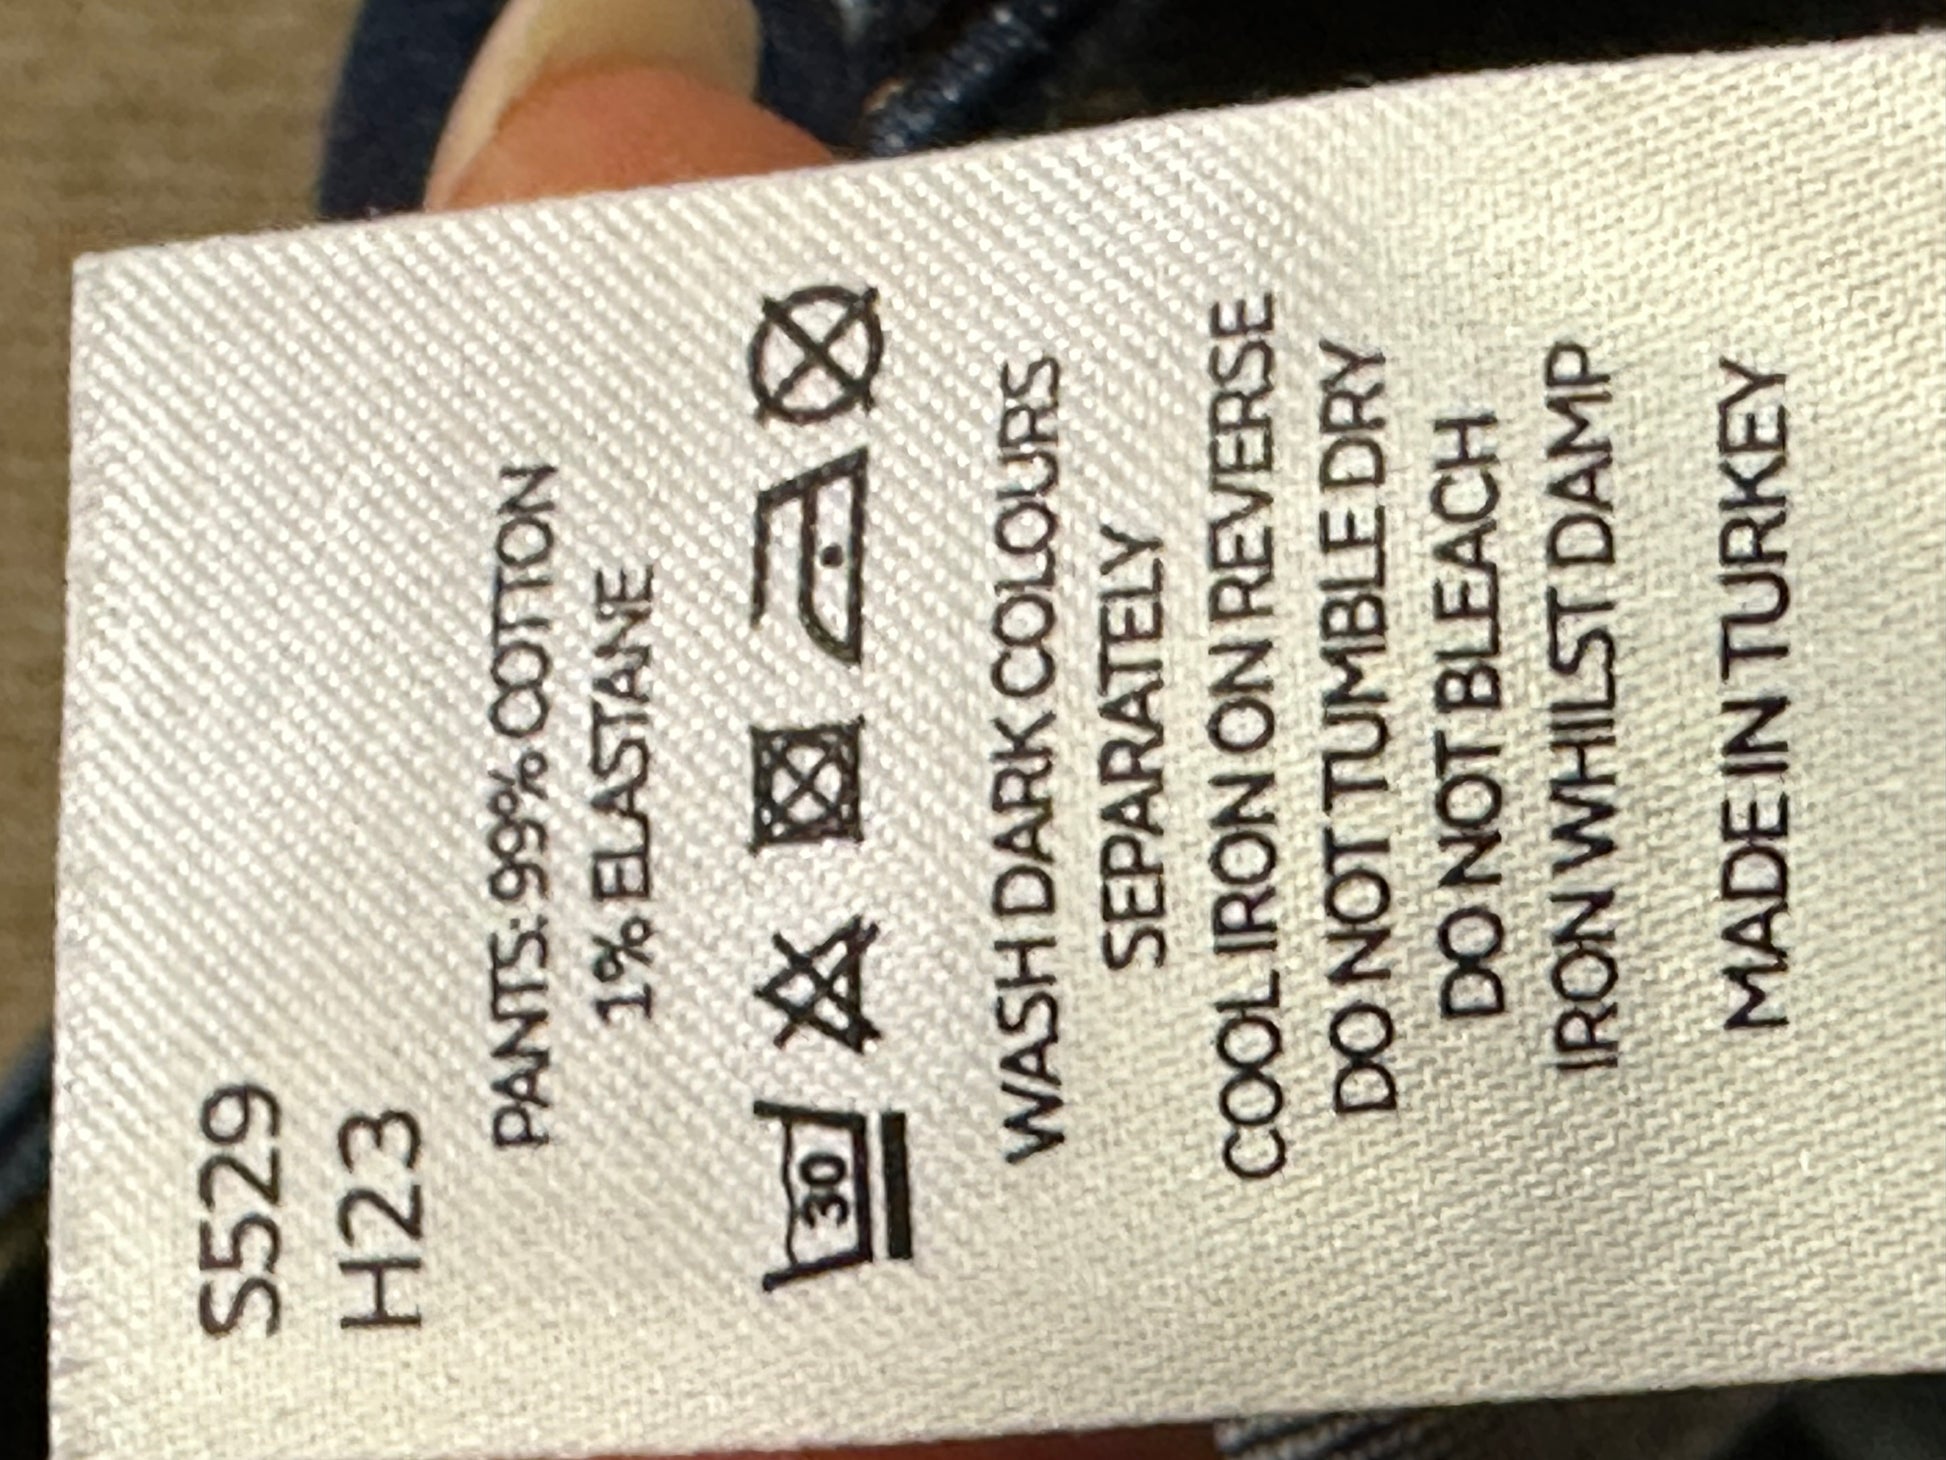 S529
H23
PANTS: 99% COTTON
1% ELASTANE
30
WASH DARK COLOURS
SEPARATELY
COOL IRON ON REVERSE
DO NOT TUMBLE DRY
DO NOT BLEACH
IRON WHILST DAMP
MADE IN TURKEY